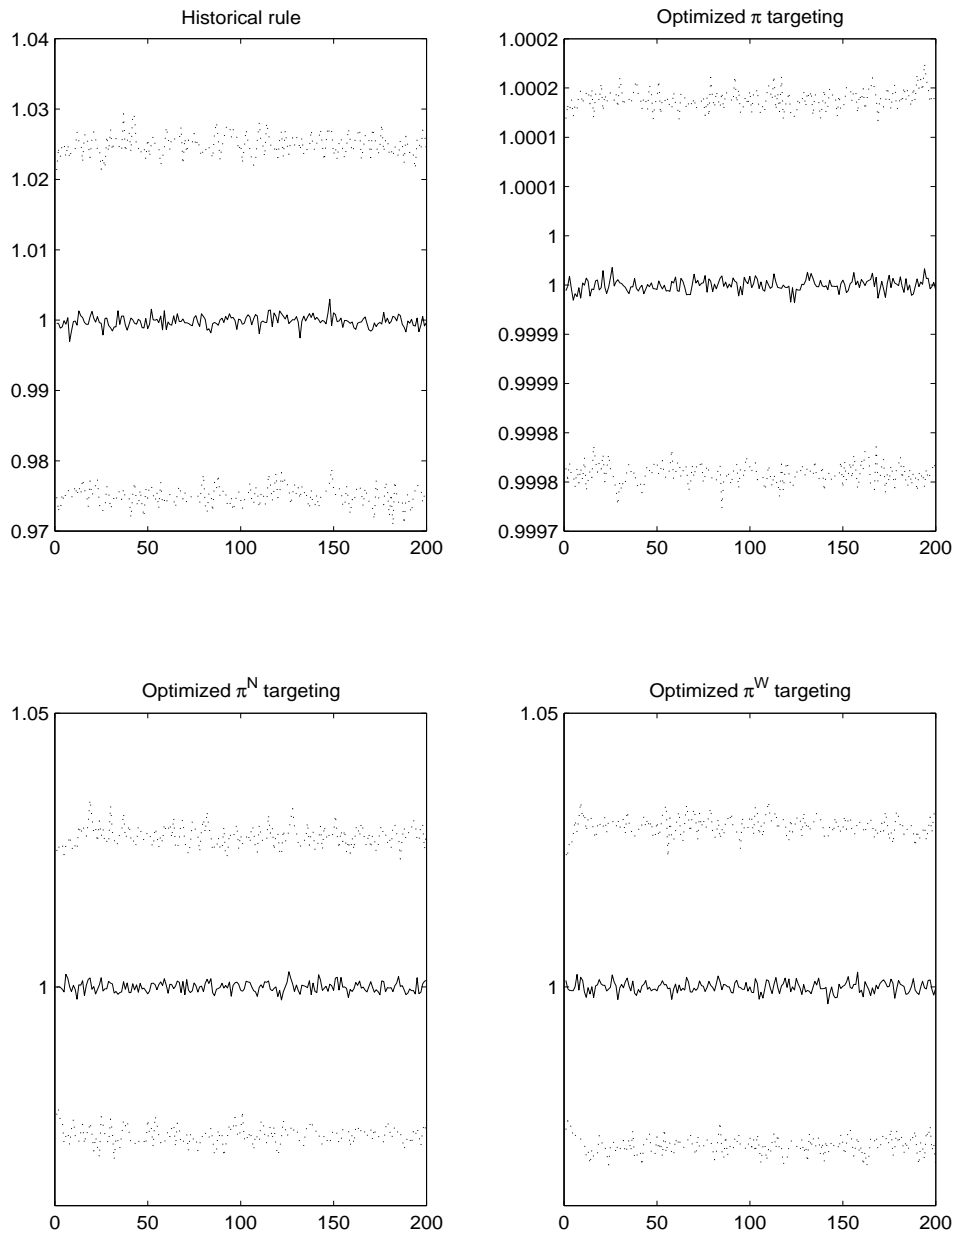 Historical rule
1.04
1.03
1.02
1.01
1
0.99
0.98
0.97
0 50 100 150 200
Optimized π targeting
1.0002
1.0002
1.0001
1.0001
1
1
0.9999
0.9999
0.9998
0.9998
0.9997
0 50 100 150 200
Optimized π^N targeting
1.05
1
0 50 100 150 200
Optimized π^W targeting
1.05
1
0 50 100 150 200